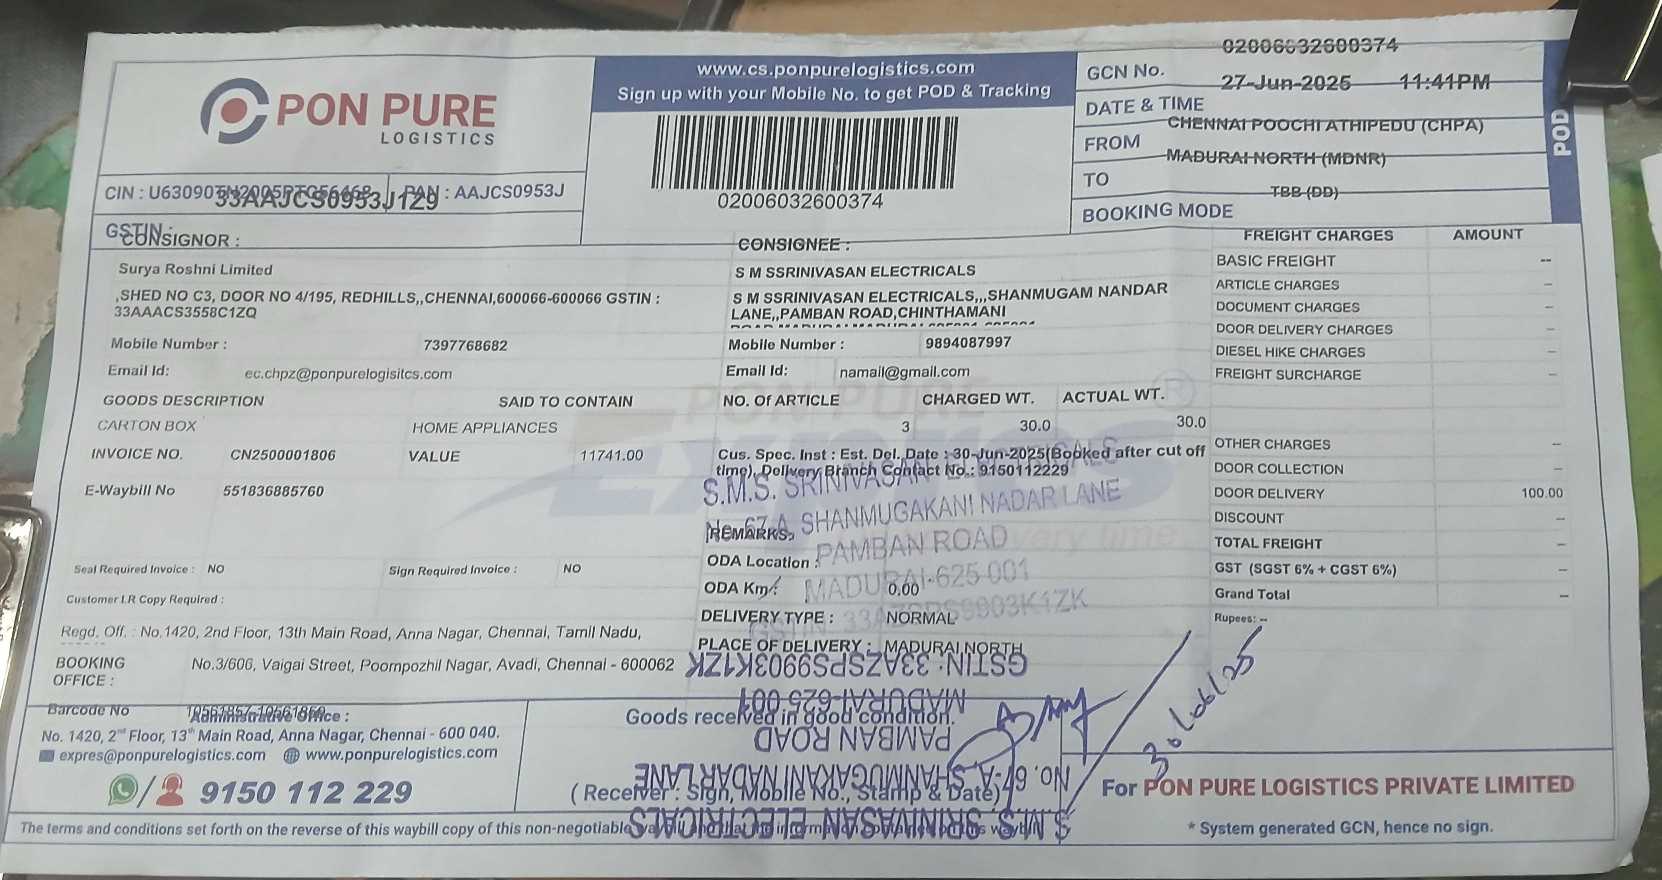 PON PURE
LOGISTICS
www.cs.ponpurelogistics.com
Sign up with your Mobile No. to get POD & Tracking
02006032600374
GCN No. 02006032600374
DATE & TIME 27-Jun-2025 11:41PM
FROM CHENNAI POOCHI ATHIPEDU (CHPA)
TO MADURAI NORTH (MDNR)
BOOKING MODE TBB (DD)
POD
CIN : PAN : AAJCS0953J
GSTIN : 33AAJCS0953J1Z9
CONSIGNOR :
Surya Roshni Limited
,SHED NO C3, DOOR NO 4/195, REDHILLS,,CHENNAI,600066-600066 GSTIN :
33AAACS3558C1ZQ
Mobile Number : 7397768682
Email Id: ec.chpz@ponpurelogisitcs.com
CONSIGNEE :
S M SSRINIVASAN ELECTRICALS
S M SSRINIVASAN ELECTRICALS,,,SHANMUGAM NANDAR
LANE,,PAMBAN ROAD,CHINTHAMANI
Mobile Number : 9894087997
Email Id: namail@gmail.com
FREIGHT CHARGES AMOUNT
BASIC FREIGHT --
ARTICLE CHARGES --
DOCUMENT CHARGES --
DOOR DELIVERY CHARGES --
DIESEL HIKE CHARGES --
FREIGHT SURCHARGE --
OTHER CHARGES --
DOOR COLLECTION --
DOOR DELIVERY 100.00
DISCOUNT --
TOTAL FREIGHT --
GST (SGST 6% + CGST 6%) --
Grand Total --
Rupees: --
GOODS DESCRIPTION SAID TO CONTAIN NO. Of ARTICLE CHARGED WT. ACTUAL WT.
CARTON BOX HOME APPLIANCES 3 30.0 30.0
INVOICE NO. CN2500001806 VALUE 11741.00
E-Waybill No 551836885760
Cus. Spec. Inst : Est. Del. Date : 30-Jun-2025(Booked after cut off
time), Delivery Branch Contact No.: 9150112229
S.M.S. SRINIVASAN ELECTRICALS
No. 67-A, SHANMUGAKANI NADAR LANE
PAMBAN ROAD
MADURAI-625 001
GSTIN: 33AZSPS9903K1ZK
REMARKS:
ODA Location :
ODA Km : 0.00
DELIVERY TYPE : NORMAL
PLACE OF DELIVERY : MADURAI NORTH
Seal Required Invoice : NO Sign Required Invoice : NO
Customer LR Copy Required :
Regd. Off. : No.1420, 2nd Floor, 13th Main Road, Anna Nagar, Chennai, Tamil Nadu,
BOOKING OFFICE : No.3/606, Vaigai Street, Poompozhil Nagar, Avadi, Chennai - 600062
Barcode No
Administrative Office :
No. 1420, 2nd Floor, 13th Main Road, Anna Nagar, Chennai - 600 040.
expres@ponpurelogistics.com www.ponpurelogistics.com
9150 112 229
Goods received in good condition.
(Receiver : Sign, Mobile No., Stamp & Date)
S.M.S. SRINIVASAN ELECTRICALS
No. 67-A, SHANMUGAKANI NADAR LANE
PAMBAN ROAD
MADURAI-625 001
GSTIN: 33AZSPS9903K1ZK
30/06/25
For PON PURE LOGISTICS PRIVATE LIMITED
* System generated GCN, hence no sign.
The terms and conditions set forth on the reverse of this waybill copy of this non-negotiable